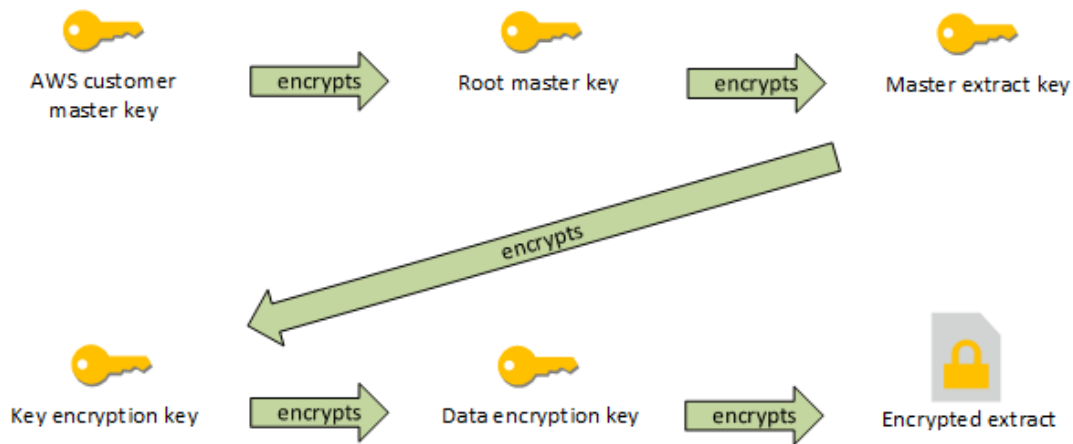 AWS customer
master key
encrypts
Root master key
encrypts
Master extract key
encrypts
Key encryption key
encrypts
Data encryption key
encrypts
Encrypted extract